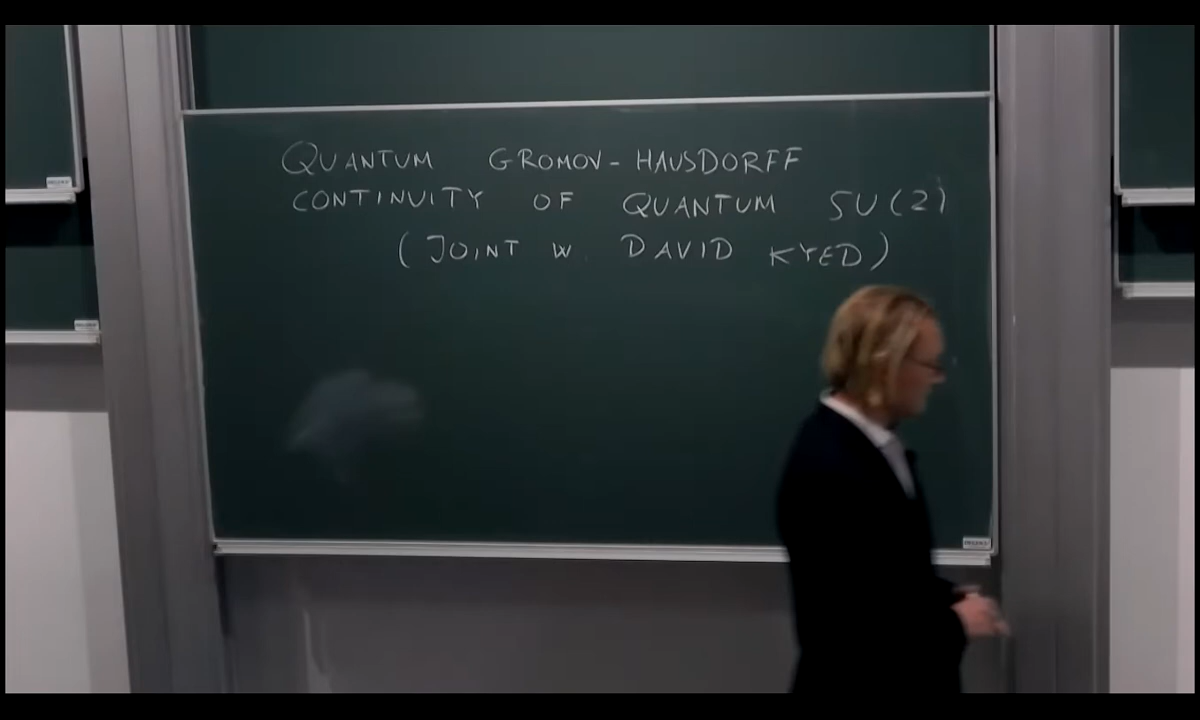 QUANTUM GROMOV-HAUSDORFF
CONTINUITY OF QUANTUM SU(2)
(JOINT W. DAVID KYED)